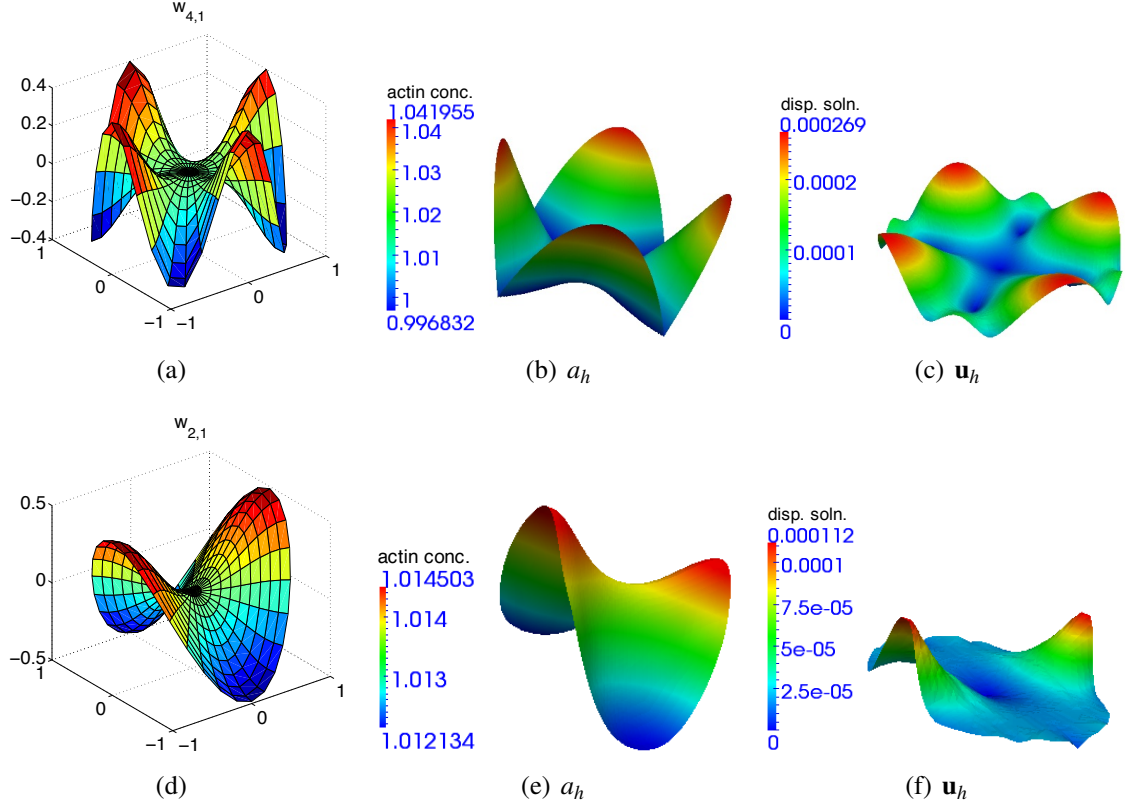 w4,1
0.4
0.2
0
−0.2
−0.4
1
0
−1
−1
0
1
(a)
actin conc.
1.041955
1.04
1.03
1.02
1.01
1
0.996832
(b) ah
disp. soln.
0.000269
0.0002
0.0001
0
(c) uh
w2,1
0.5
0
−0.5
1
0
−1
−1
0
1
(d)
actin conc.
1.014503
1.014
1.013
1.012134
(e) ah
disp. soln.
0.000112
0.0001
7.5e-05
5e-05
2.5e-05
0
(f) uh